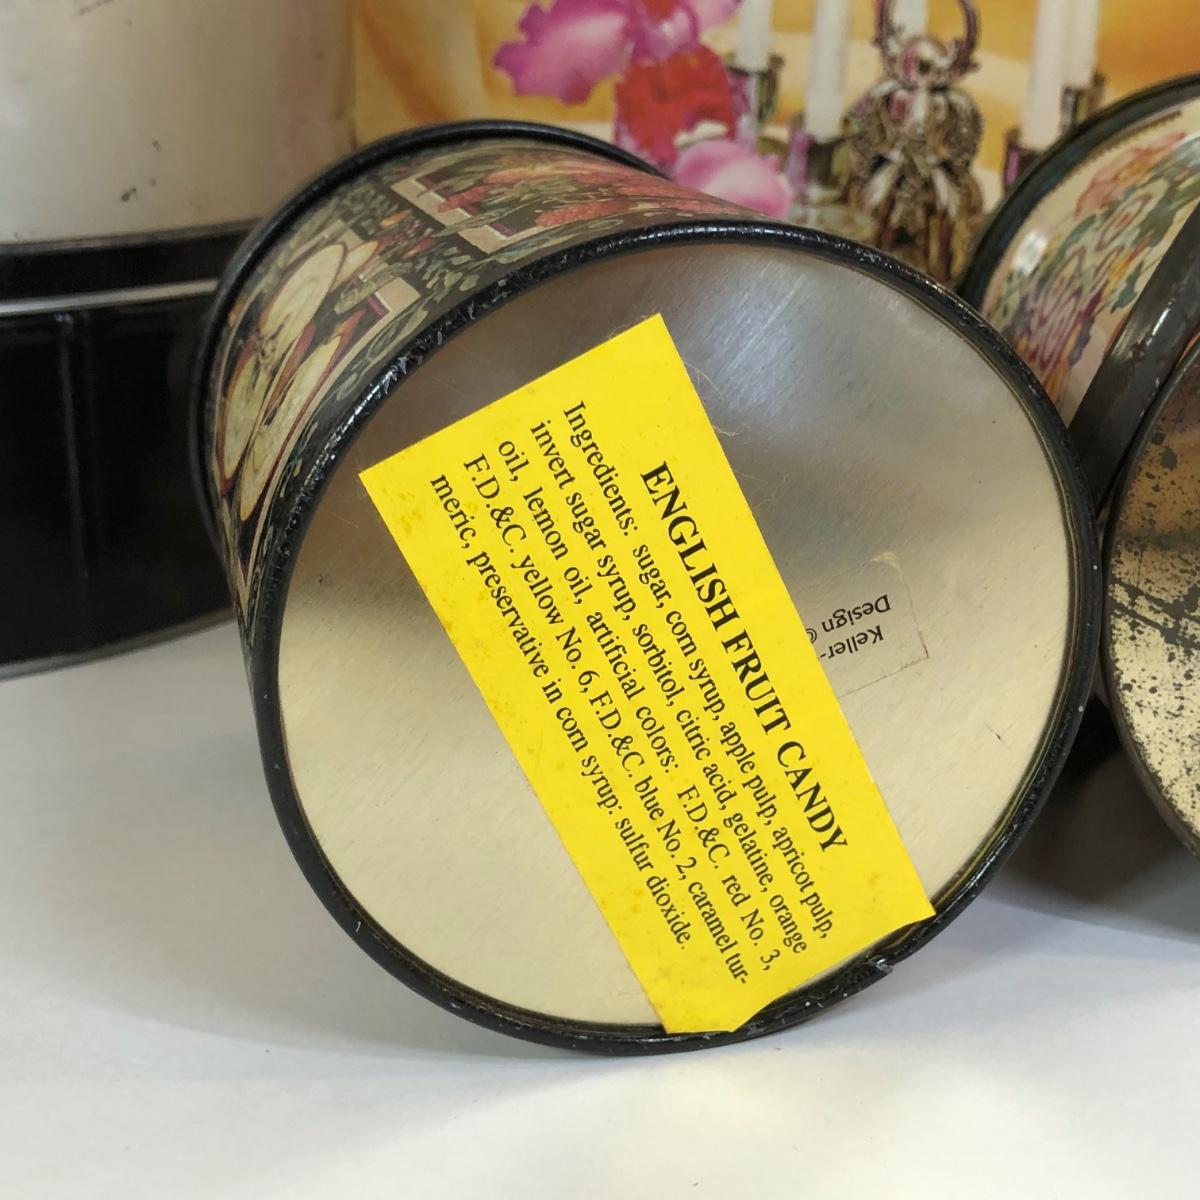 ENGLISH FRUIT CANDY
Ingredients: sugar, corn syrup, apple pulp, apricot pulp,
invert sugar syrup, sorbitol, citric acid, gelatine, orange
oil, lemon oil, artificial colors: F.D.&C. red No. 3,
F.D.&C. yellow No. 6, F.D.&C. blue No. 2, caramel tur-
meric, preservative in corn syrup: sulfur dioxide.
Keller-
Design ©